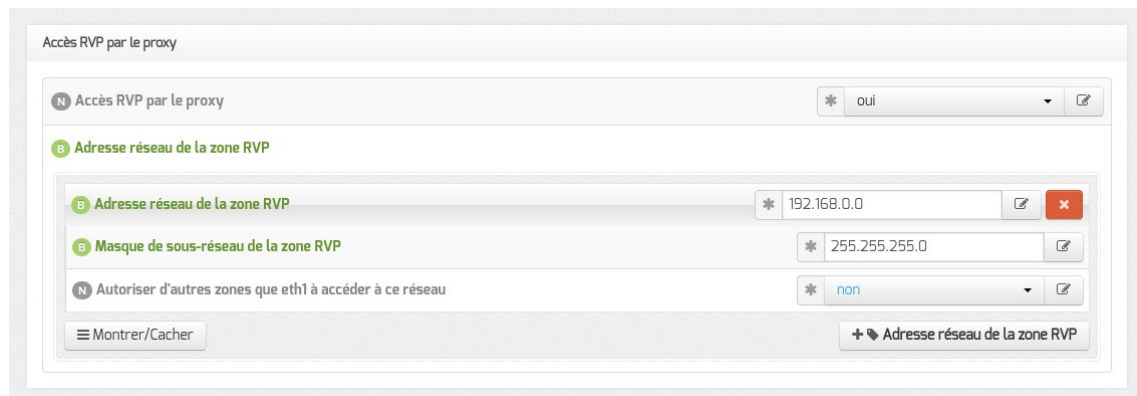 Accès RVP par le proxy
N Accès RVP par le proxy
oui
B Adresse réseau de la zone RVP
B Adresse réseau de la zone RVP
192.168.0.0
B Masque de sous-réseau de la zone RVP
255.255.255.0
N Autoriser d'autres zones que eth1 à accéder à ce réseau
non
Montrer/Cacher
Adresse réseau de la zone RVP